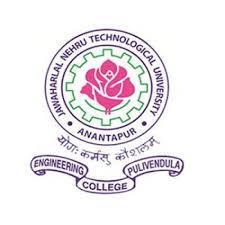 JAWAHARLAL NEHRU TECHNOLOGICAL UNIVERSITY
• ANANTAPUR •
योगः कर्मसु कौशलम्
ENGINEERING COLLEGE PULIVENDULA